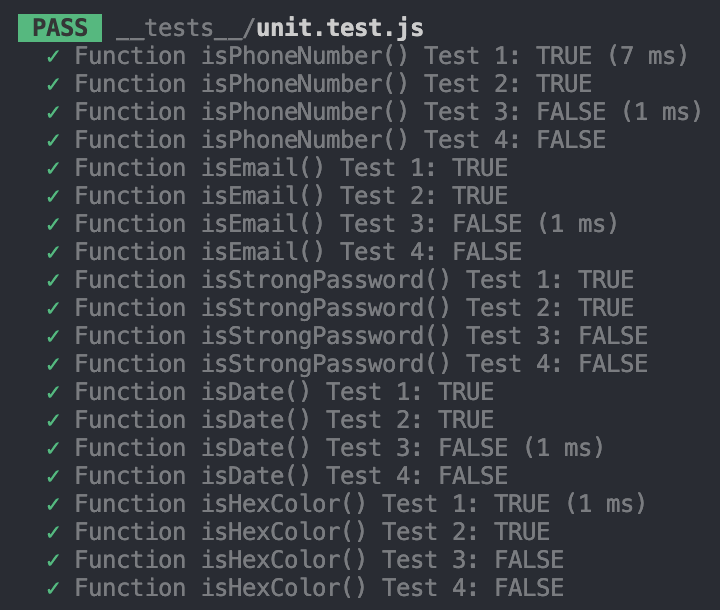 PASS __tests__/unit.test.js
✓ Function isPhoneNumber() Test 1: TRUE (7 ms)
✓ Function isPhoneNumber() Test 2: TRUE
✓ Function isPhoneNumber() Test 3: FALSE (1 ms)
✓ Function isPhoneNumber() Test 4: FALSE
✓ Function isEmail() Test 1: TRUE
✓ Function isEmail() Test 2: TRUE
✓ Function isEmail() Test 3: FALSE (1 ms)
✓ Function isEmail() Test 4: FALSE
✓ Function isStrongPassword() Test 1: TRUE
✓ Function isStrongPassword() Test 2: TRUE
✓ Function isStrongPassword() Test 3: FALSE
✓ Function isStrongPassword() Test 4: FALSE
✓ Function isDate() Test 1: TRUE
✓ Function isDate() Test 2: TRUE
✓ Function isDate() Test 3: FALSE (1 ms)
✓ Function isDate() Test 4: FALSE
✓ Function isHexColor() Test 1: TRUE (1 ms)
✓ Function isHexColor() Test 2: TRUE
✓ Function isHexColor() Test 3: FALSE
✓ Function isHexColor() Test 4: FALSE